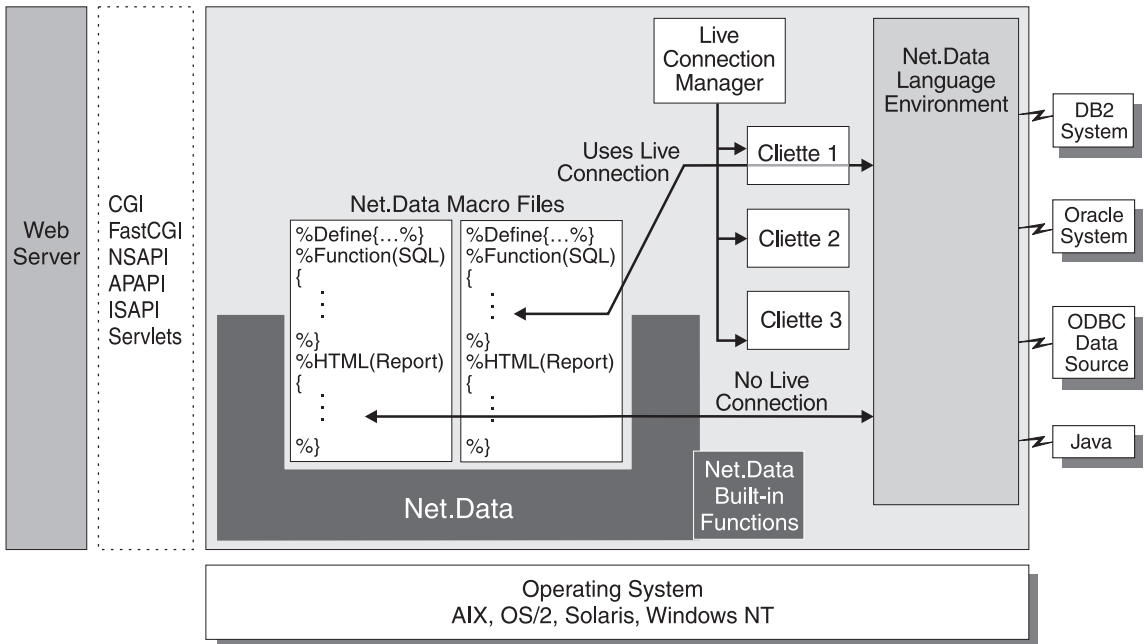 Web
Server
CGI
FastCGI
NSAPI
APAPI
ISAPI
Servlets
Live
Connection
Manager
Net.Data
Language
Environment
Uses Live
Connection
Cliette 1
Cliette 2
Cliette 3
Net.Data Macro Files
%Define{...%}
%Function(SQL)
{
%}
%HTML(Report)
{
%}
%Define{...%}
%Function(SQL)
{
%}
%HTML(Report)
{
%}
No Live
Connection
Net.Data
Net.Data
Built-in
Functions
DB2
System
Oracle
System
ODBC
Data
Source
Java
Operating System
AIX, OS/2, Solaris, Windows NT